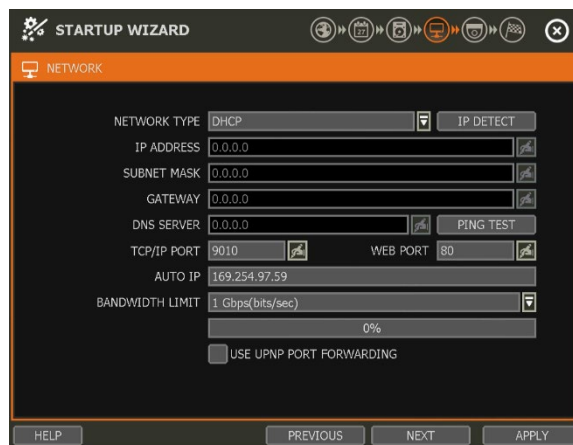 STARTUP WIZARD
NETWORK
NETWORK TYPE DHCP IP DETECT
IP ADDRESS 0.0.0.0
SUBNET MASK 0.0.0.0
GATEWAY 0.0.0.0
DNS SERVER 0.0.0.0 PING TEST
TCP/IP PORT 9010 WEB PORT 80
AUTO IP 169.254.97.59
BANDWIDTH LIMIT 1 Gbps(bits/sec)
0%
USE UPNP PORT FORWARDING
HELP PREVIOUS NEXT APPLY